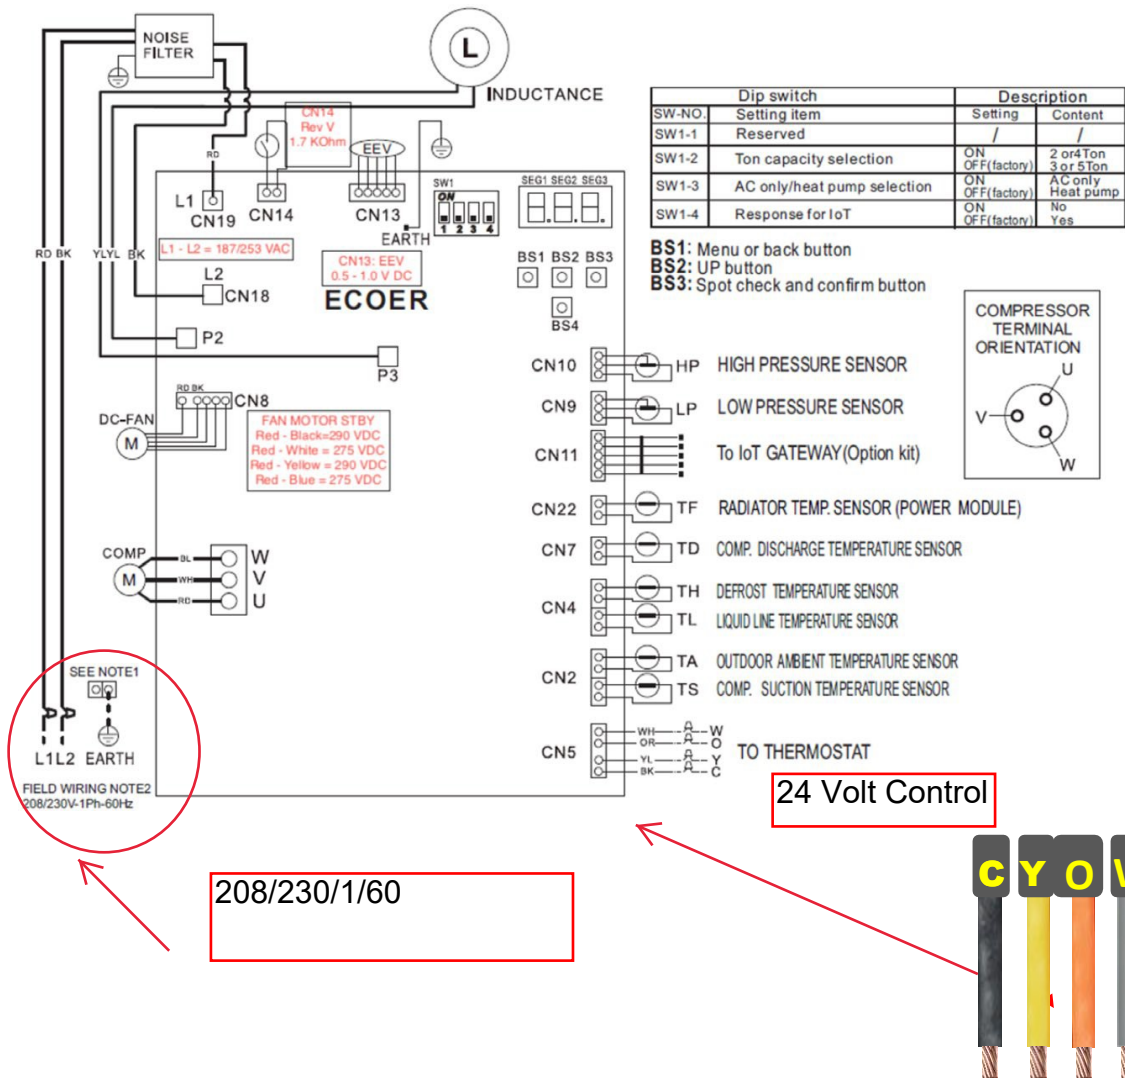 NOISE
FILTER
L
INDUCTANCE
CN14
Rev V
1.7 KOhm
EEV
RD
L1
CN19
CN14
CN13
EARTH
SW1
ON
1 2 3 4
SEG1 SEG2 SEG3
8.8.8.
L1 - L2 = 187/253 VAC
CN13: EEV
0.5 - 1.0 V DC
ECOER
RD BK
YLYL
BK
L2
CN18
P2
P3
BS1 BS2 BS3
BS4
Dip switch Description
SW-NO. Setting item Setting Content
SW1-1 Reserved / /
SW1-2 Ton capacity selection ON 2 or4Ton
OFF(factory) 3 or 5Ton
SW1-3 AC only/heat pump selection ON AC only
OFF(factory) Heat pump
SW1-4 Response for IoT ON No
OFF(factory) Yes
BS1: Menu or back button
BS2: UP button
BS3: Spot check and confirm button
COMPRESSOR
TERMINAL
ORIENTATION
U
V
W
RD BK
CN8
DC-FAN
M
FAN MOTOR STBY
Red - Black=290 VDC
Red - White = 275 VDC
Red - Yellow = 290 VDC
Red - Blue = 275 VDC
COMP
M
BL W
WH V
RD U
CN10 HP HIGH PRESSURE SENSOR
CN9 LP LOW PRESSURE SENSOR
CN11 To IoT GATEWAY(Option kit)
CN22 TF RADIATOR TEMP. SENSOR (POWER MODULE)
CN7 TD COMP. DISCHARGE TEMPERATURE SENSOR
CN4 TH DEFROST TEMPERATURE SENSOR
TL LIQUID LINE TEMPERATURE SENSOR
CN2 TA OUTDOOR AMBIENT TEMPERATURE SENSOR
TS COMP. SUCTION TEMPERATURE SENSOR
CN5 TO THERMOSTAT
WH W
OR O
YL Y
BK C
SEE NOTE1
L1L2 EARTH
FIELD WIRING NOTE2
208/230V-1Ph-60Hz
24 Volt Control
208/230/1/60
C Y O W